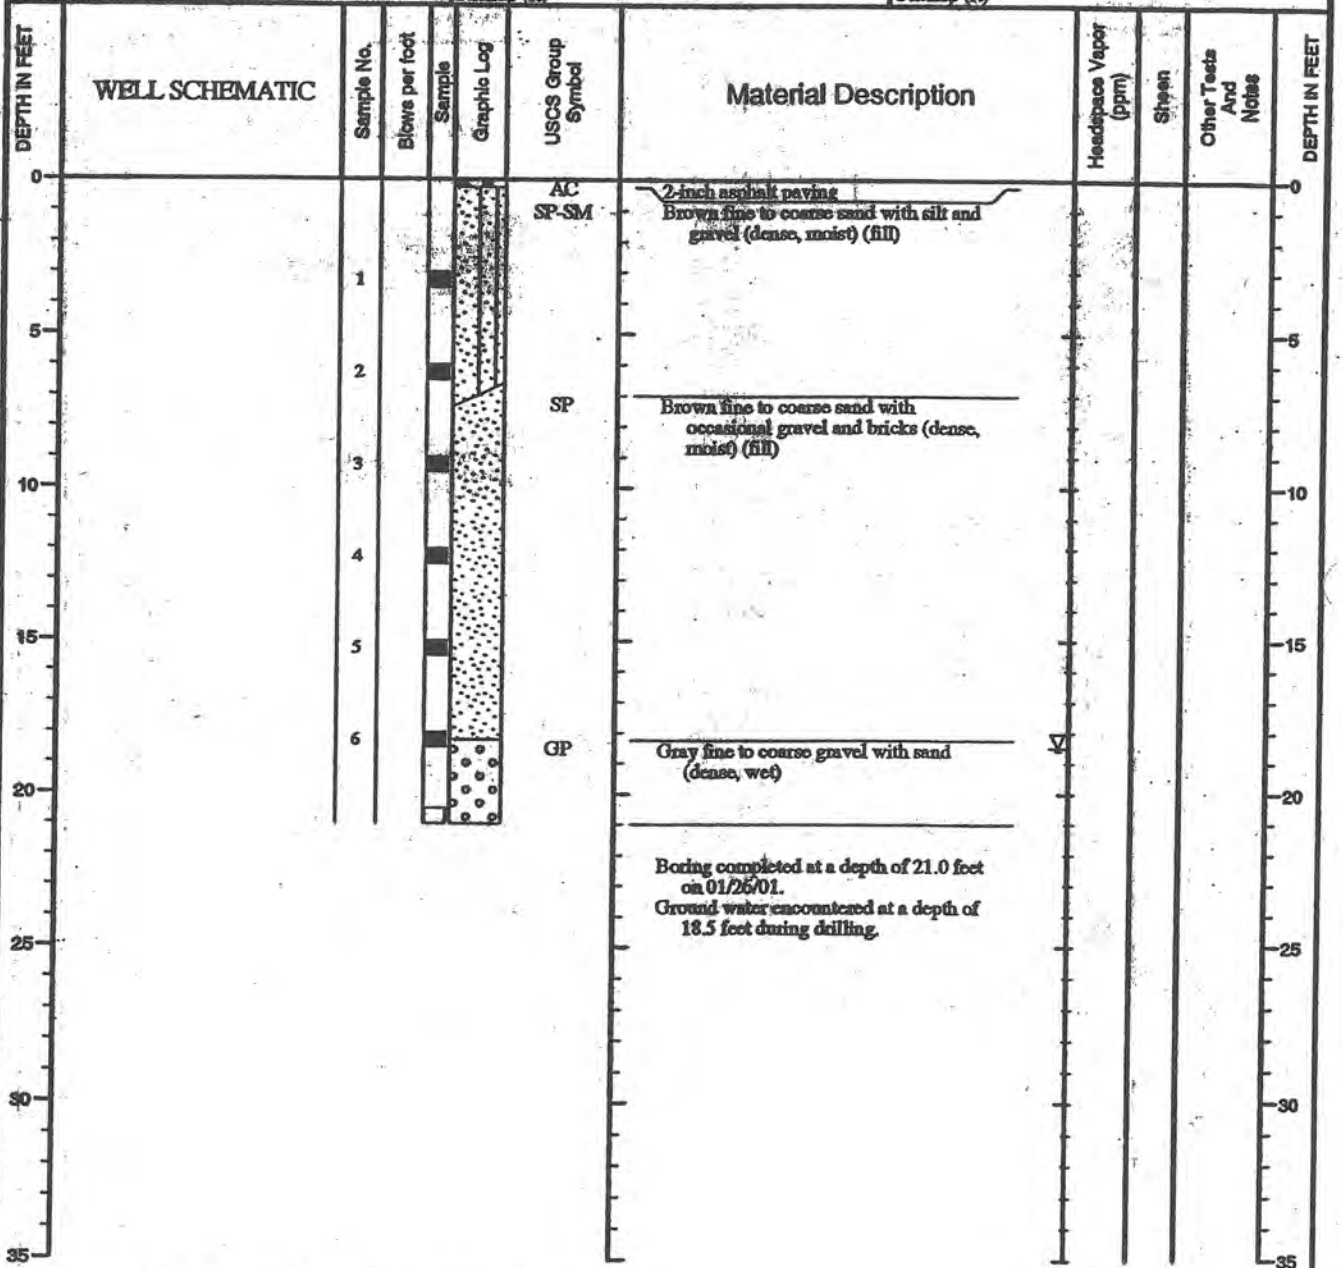 DEPTH IN FEET
WELL SCHEMATIC
Sample No.
Blows per foot
Sample
Graphic Log
USCS Group
Symbol
Material Description
Headspace Vapor
(ppm)
Sheen
Other Tests
And
Notes
DEPTH IN FEET
0
AC
2-inch asphalt paving
0
SP-SM
Brown fine to coarse sand with silt and
gravel (dense, moist) (fill)
1
5
5
2
SP
Brown fine to coarse sand with
occasional gravel and bricks (dense,
moist) (fill)
3
10
10
4
15
5
15
6
GP
Gray fine to coarse gravel with sand
(dense, wet)
20
20
Boring completed at a depth of 21.0 feet
on 01/26/01.
Ground water encountered at a depth of
18.5 feet during drilling.
25
25
30
30
35
35